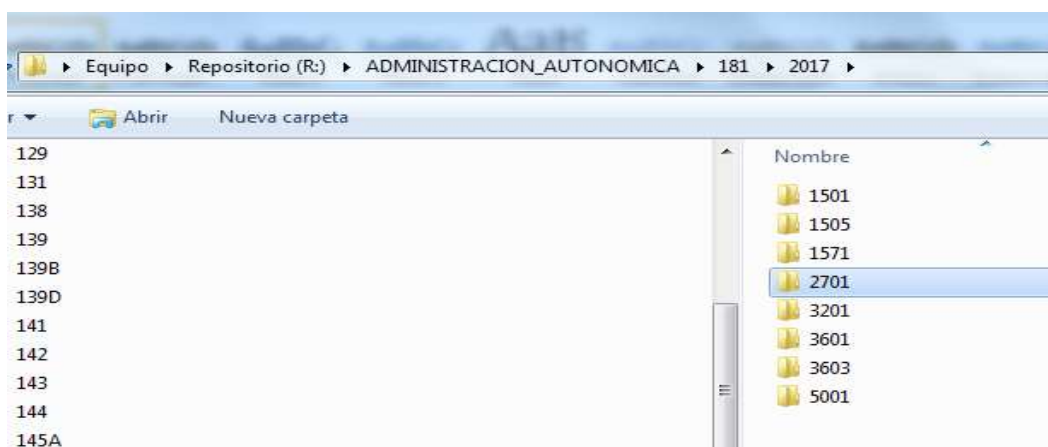 Equipo ▸ Repositorio (R:) ▸ ADMINISTRACION_AUTONOMICA ▸ 181 ▸ 2017 ▸
Abrir Nueva carpeta
129
131
138
139
139B
139D
141
142
143
144
145A
Nombre
1501
1505
1571
2701
3201
3601
3603
5001